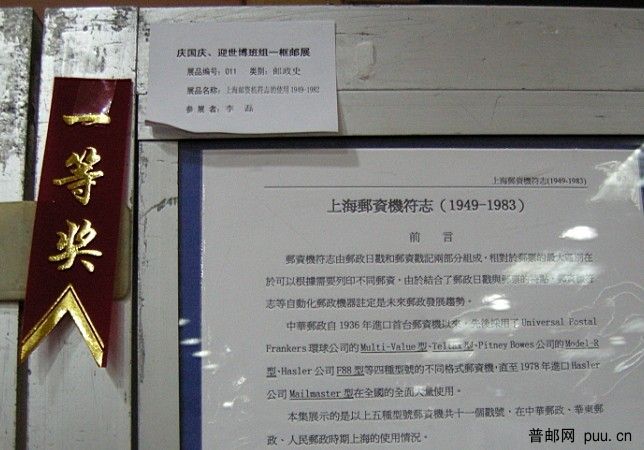 一等奖
庆国庆、迎世博班组一框邮展
展品编号：011 类别：邮政史
展品名称：上海邮资机符志的使用1949-1982
参展者：李 磊
上海郵資機符志(1949-1983)
上海郵資機符志（1949-1983）
前 言
郵資機符志由郵政日戳和郵資戳記兩部分組成，相對於郵票的最大區別在
於可以根據需要列印不同郵資，由於結合了郵政日戳與郵票的
志等自動化郵政機器註定是未來郵政發展趨勢。
中華郵政自 1936 年進口首台郵資機以來，先後採用了 Universal Postal
Frankers 環球公司的 Multi-Value 型、Pitney Bowes 公司的 Model-R
型、Hasler 公司 F88 型等四種型號的不同格式郵資機，直至 1978 年進口 Hasler
公司 Mailmaster 型在全國的全面大量使用。
本集展示的是以上五種型號郵資機共十一個戳號，在中華郵政、華東郵
政、人民郵政時期上海的使用情況。
普邮网 puu.cn